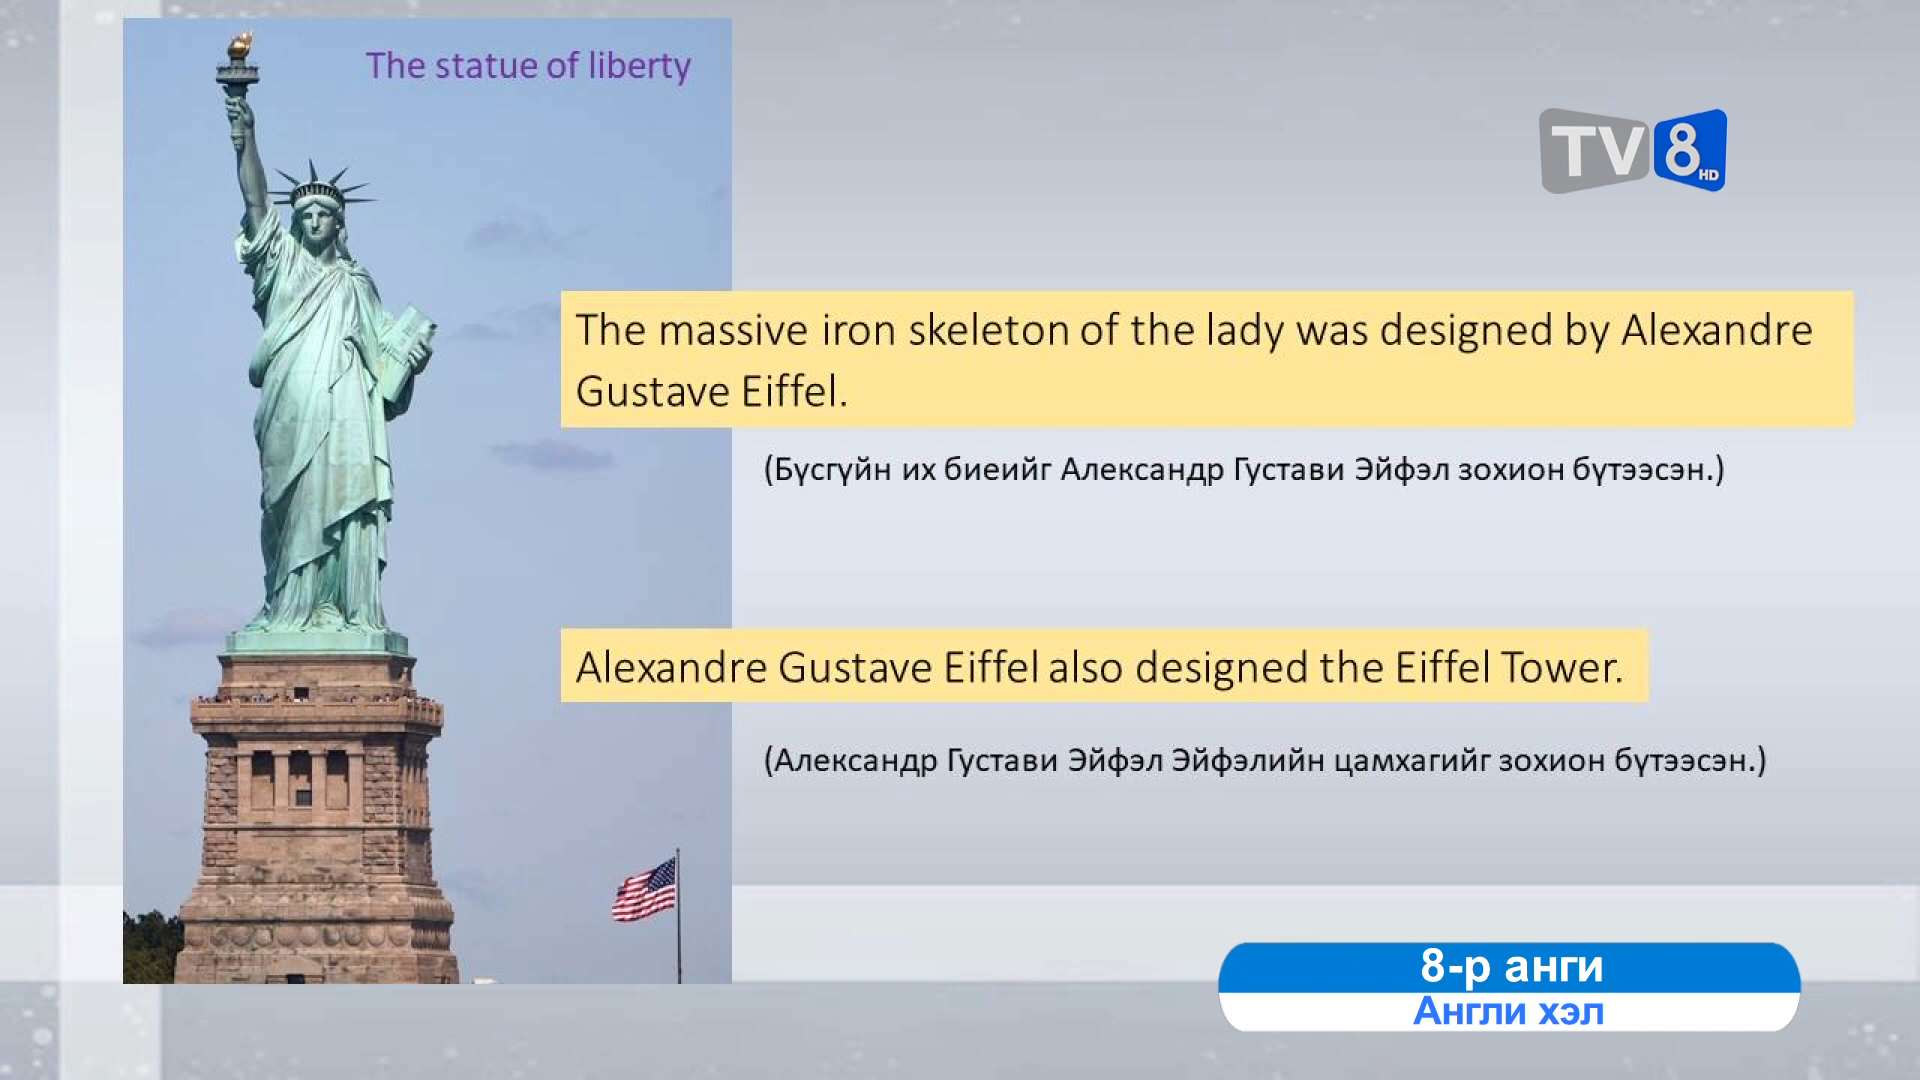 The statue of liberty
TV8 HD
The massive iron skeleton of the lady was designed by Alexandre
Gustave Eiffel.
(Бүсгүйн их биеийг Александр Густави Эйфэл зохион бүтээсэн.)
Alexandre Gustave Eiffel also designed the Eiffel Tower.
(Александр Густави Эйфэл Эйфэлийн цамхагийг зохион бүтээсэн.)
8-р анги
Англи хэл